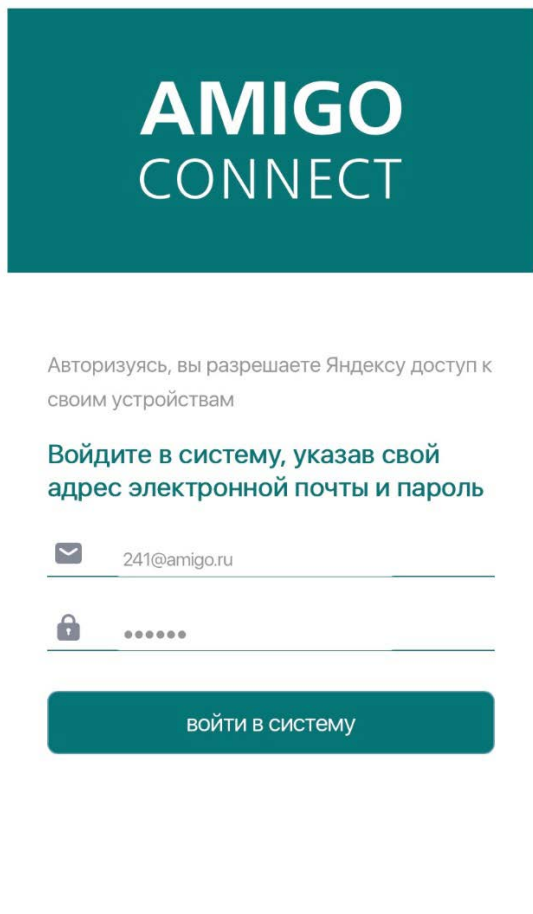 AMIGO
CONNECT
Авторизуясь, вы разрешаете Яндексу доступ к
своим устройствам
Войдите в систему, указав свой
адрес электронной почты и пароль
241@amigo.ru
••••••
войти в систему